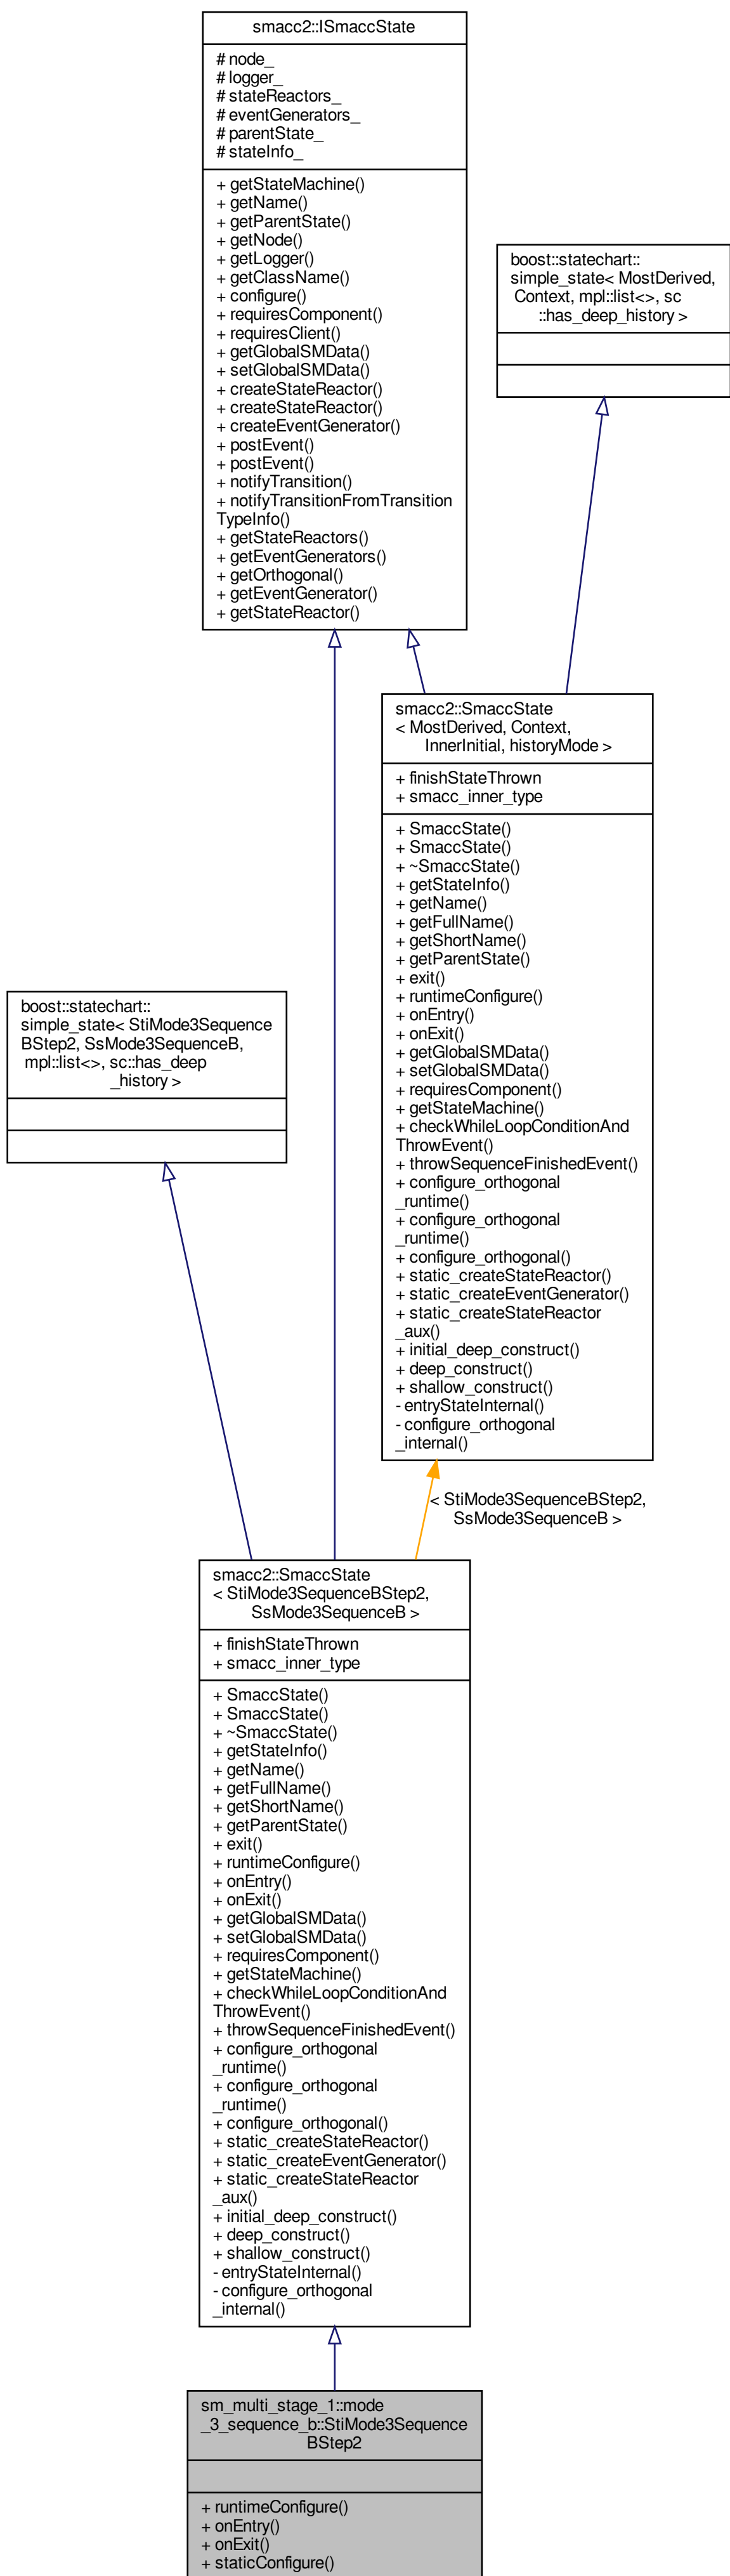 smacc2::ISmaccState
# node_
# logger_
# stateReactors_
# eventGenerators_
# parentState_
# stateInfo_
+ getStateMachine()
+ getName()
+ getParentState()
+ getNode()
+ getLogger()
+ getClassName()
+ configure()
+ requiresComponent()
+ requiresClient()
+ getGlobalSMData()
+ setGlobalSMData()
+ createStateReactor()
+ createStateReactor()
+ createEventGenerator()
+ postEvent()
+ postEvent()
+ notifyTransition()
+ notifyTransitionFromTransition
TypeInfo()
+ getStateReactors()
+ getEventGenerators()
+ getOrthogonal()
+ getEventGenerator()
+ getStateReactor()
boost::statechart::
simple_state< MostDerived,
Context, mpl::list<>, sc
::has_deep_history >
smacc2::SmaccState
< MostDerived, Context,
InnerInitial, historyMode >
+ finishStateThrown
+ smacc_inner_type
+ SmaccState()
+ SmaccState()
+ ~SmaccState()
+ getStateInfo()
+ getName()
+ getFullName()
+ getShortName()
+ getParentState()
+ exit()
+ runtimeConfigure()
+ onEntry()
+ onExit()
+ getGlobalSMData()
+ setGlobalSMData()
+ requiresComponent()
+ getStateMachine()
+ checkWhileLoopConditionAnd
ThrowEvent()
+ throwSequenceFinishedEvent()
+ configure_orthogonal
_runtime()
+ configure_orthogonal
_runtime()
+ configure_orthogonal()
+ static_createStateReactor()
+ static_createEventGenerator()
+ static_createStateReactor
_aux()
+ initial_deep_construct()
+ deep_construct()
+ shallow_construct()
- entryStateInternal()
- configure_orthogonal
_internal()
boost::statechart::
simple_state< StiMode3Sequence
BStep2, SsMode3SequenceB,
mpl::list<>, sc::has_deep
_history >
< StiMode3SequenceBStep2,
SsMode3SequenceB >
smacc2::SmaccState
< StiMode3SequenceBStep2,
SsMode3SequenceB >
+ finishStateThrown
+ smacc_inner_type
+ SmaccState()
+ SmaccState()
+ ~SmaccState()
+ getStateInfo()
+ getName()
+ getFullName()
+ getShortName()
+ getParentState()
+ exit()
+ runtimeConfigure()
+ onEntry()
+ onExit()
+ getGlobalSMData()
+ setGlobalSMData()
+ requiresComponent()
+ getStateMachine()
+ checkWhileLoopConditionAnd
ThrowEvent()
+ throwSequenceFinishedEvent()
+ configure_orthogonal
_runtime()
+ configure_orthogonal
_runtime()
+ configure_orthogonal()
+ static_createStateReactor()
+ static_createEventGenerator()
+ static_createStateReactor
_aux()
+ initial_deep_construct()
+ deep_construct()
+ shallow_construct()
- entryStateInternal()
- configure_orthogonal
_internal()
sm_multi_stage_1::mode
_3_sequence_b::StiMode3Sequence
BStep2
+ runtimeConfigure()
+ onEntry()
+ onExit()
+ staticConfigure()